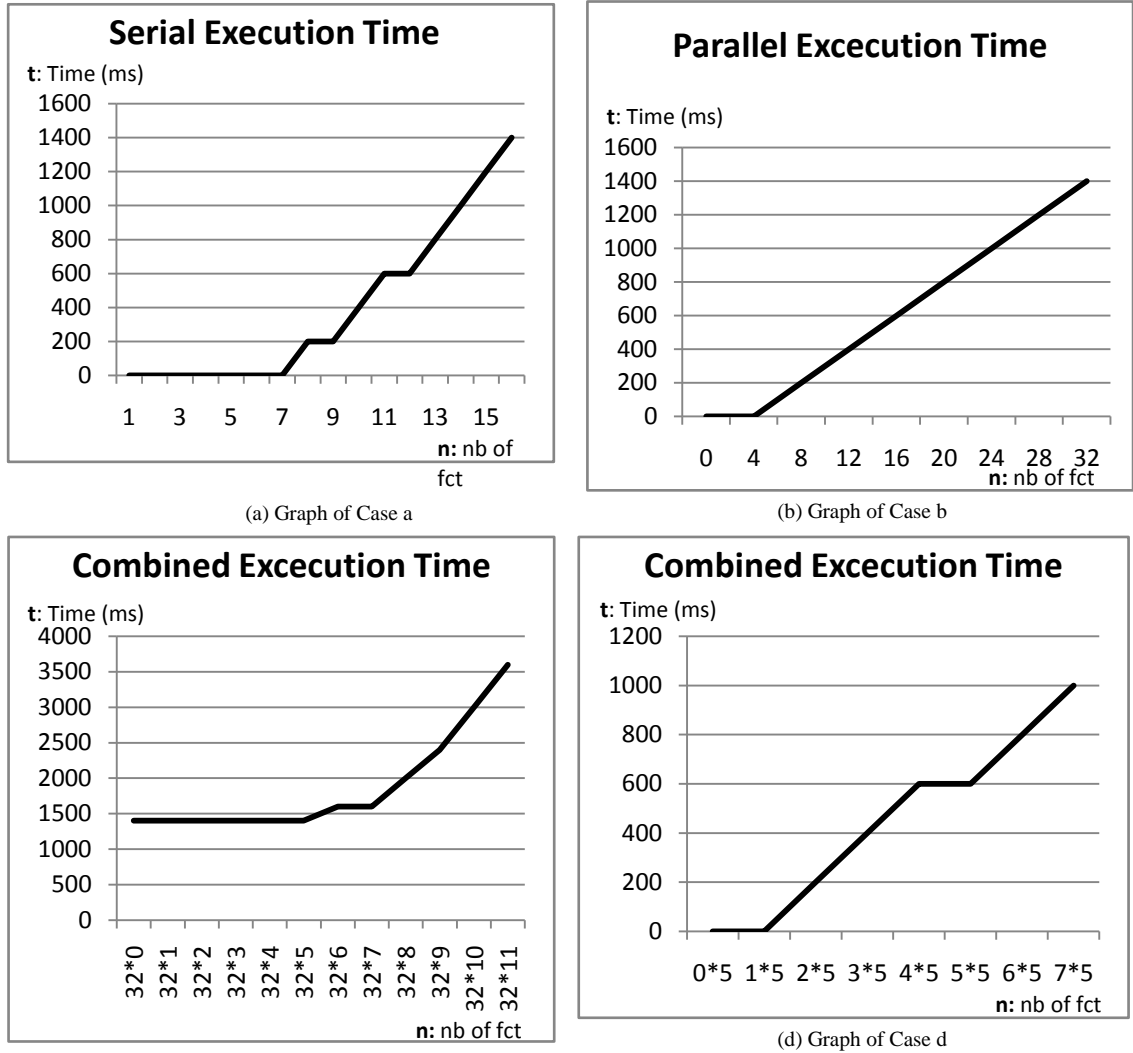 Serial Execution Time
t: Time (ms)
1600
1400
1200
1000
800
600
400
200
0
1 3 5 7 9 11 13 15
n: nb of
fct
(a) Graph of Case a
Parallel Excecution Time
t: Time (ms)
1600
1400
1200
1000
800
600
400
200
0
0 4 8 12 16 20 24 28 32
n: nb of fct
(b) Graph of Case b
Combined Excecution Time
t: Time (ms)
4000
3500
3000
2500
2000
1500
1000
500
0
32*0
32*1
32*2
32*3
32*4
32*5
32*6
32*7
32*8
32*9
32*10
32*11
n: nb of fct
Combined Excecution Time
t: Time (ms)
1200
1000
800
600
400
200
0
0*5 1*5 2*5 3*5 4*5 5*5 6*5 7*5
n: nb of fct
(d) Graph of Case d